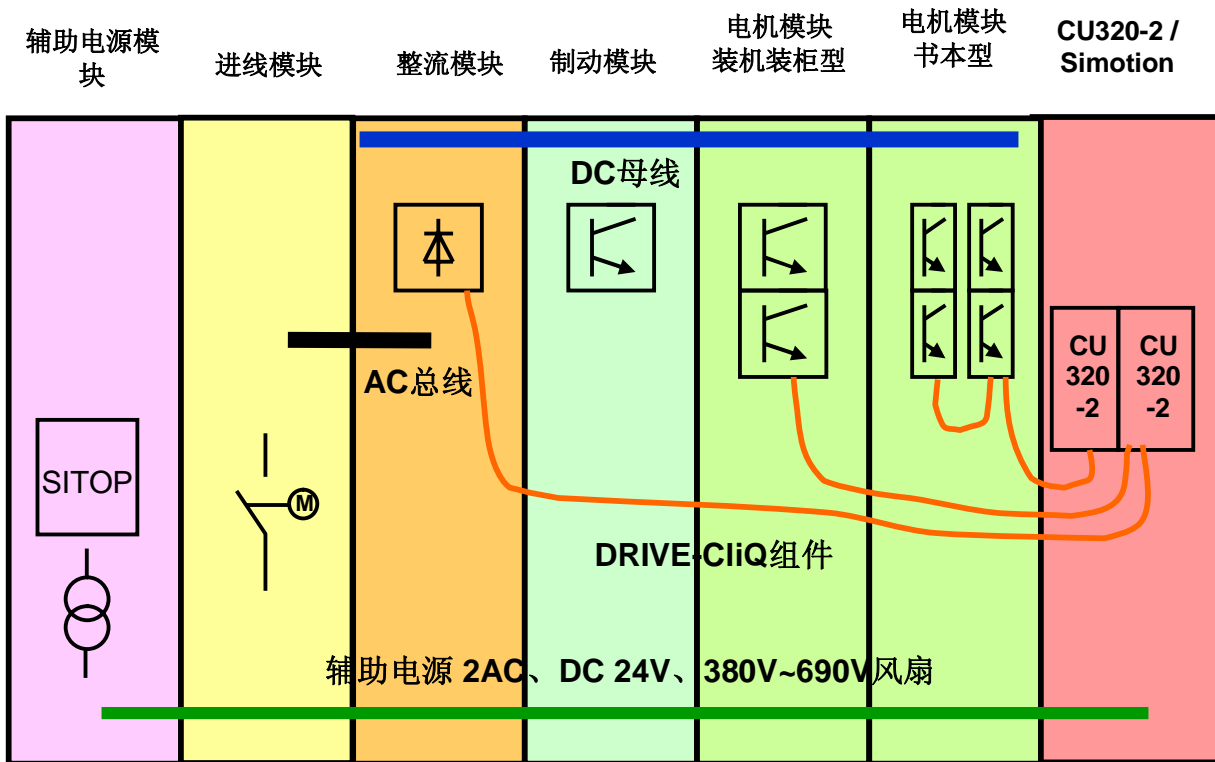 辅助电源模
块
进线模块
整流模块
制动模块
电机模块
装机装柜型
电机模块
书本型
CU320-2 /
Simotion
DC母线
AC总线
CU
320
-2
CU
320
-2
SITOP
M
DRIVE-CliQ组件
辅助电源 2AC、DC 24V、380V~690V风扇